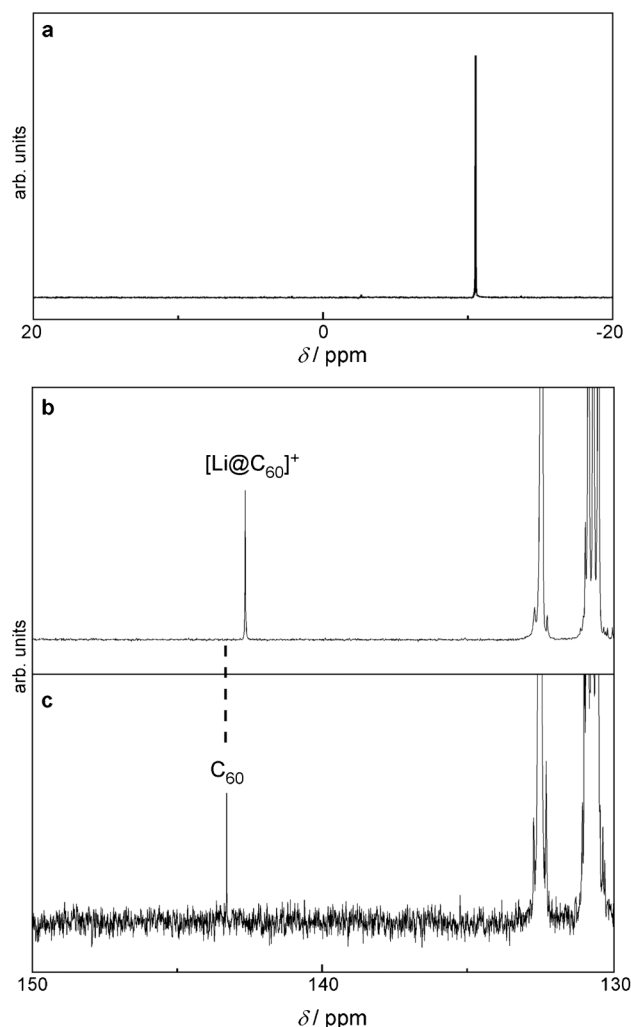 a
arb. units
20 0 -20
δ / ppm
b
[Li@C₆₀]⁺
arb. units
c
C₆₀
150 140 130
δ / ppm